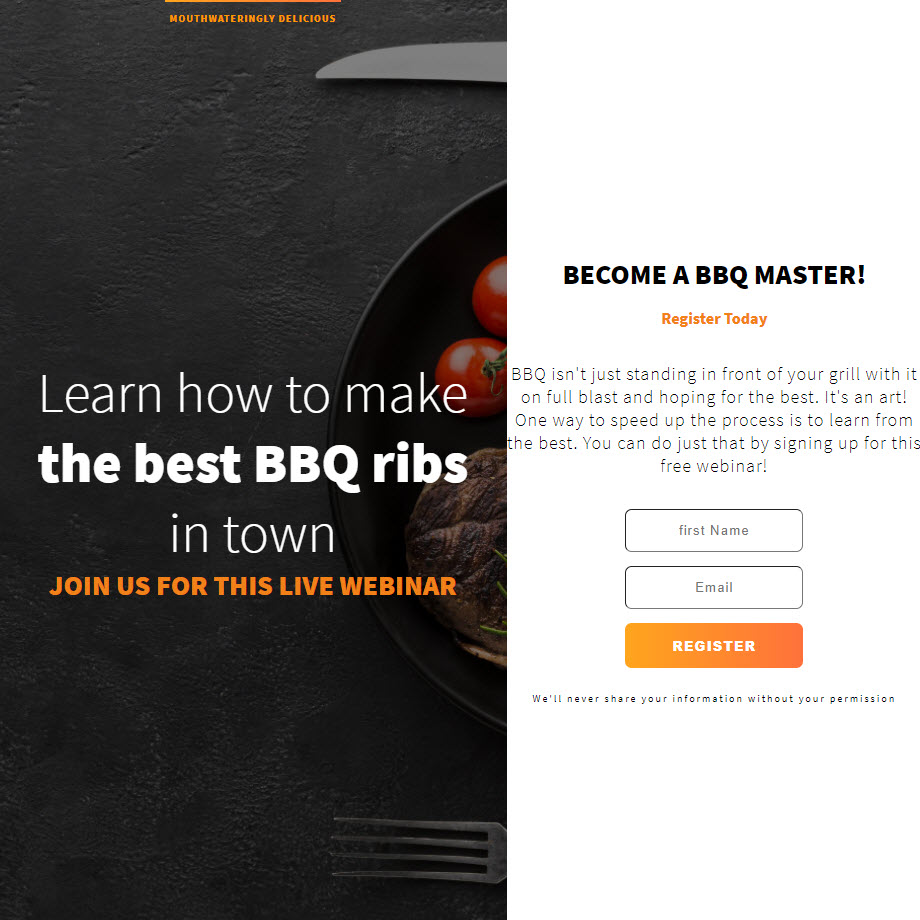 MOUTHWATERINGLY DELICIOUS
Learn how to make
the best BBQ ribs
in town
JOIN US FOR THIS LIVE WEBINAR
BECOME A BBQ MASTER!
Register Today
BBQ isn't just standing in front of your grill with it
on full blast and hoping for the best. It's an art!
One way to speed up the process is to learn from
the best. You can do just that by signing up for this
free webinar!
first Name
Email
REGISTER
We'll never share your information without your permission